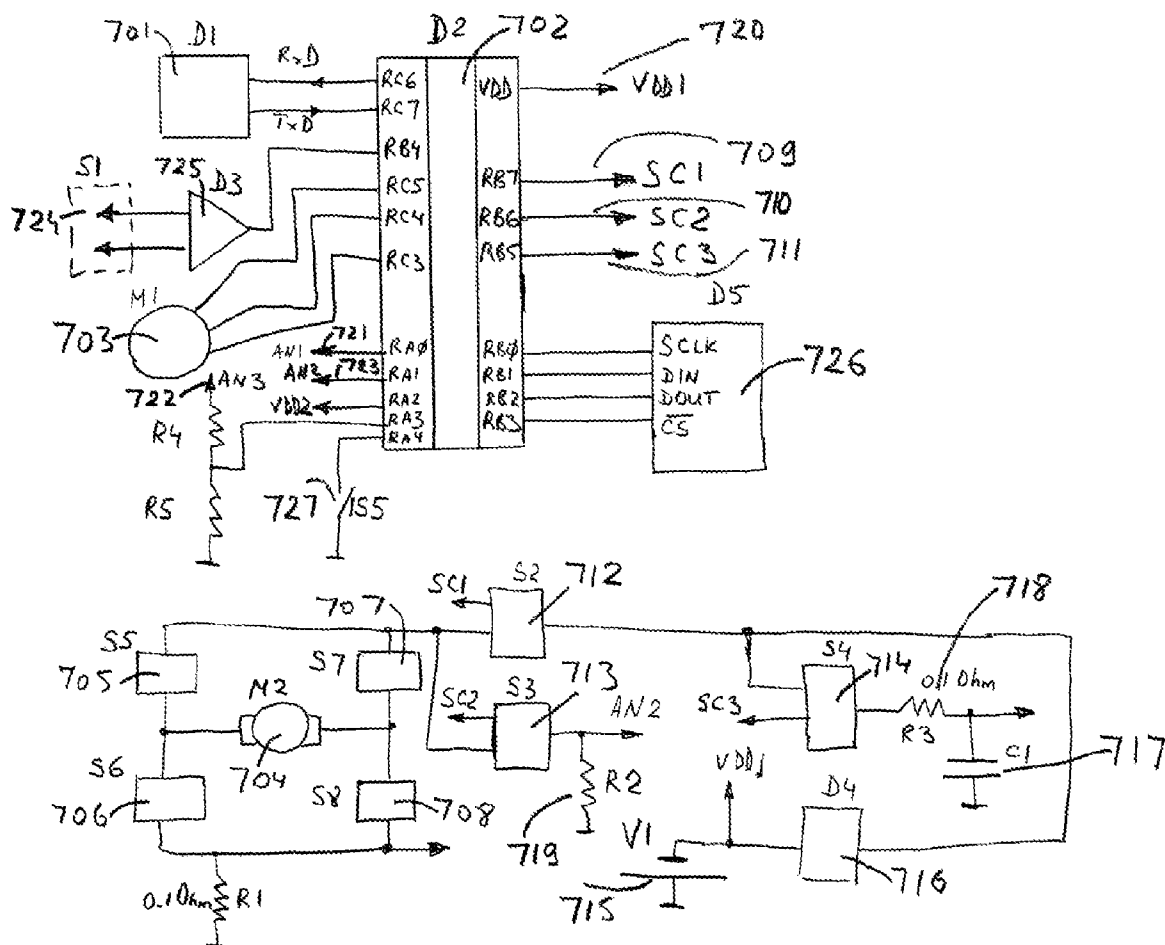 701
D1
D2
702
720
RxD
RC6
VDD
VDD1
RC7
TxD
709
S1
725
D3
RB4
RB7
SC1
724
RC5
710
RC4
RB6
SC2
RC3
RB5
SC3
711
D5
M1
703
AN1
721
RA0
RB0
SCLK
726
AN2
723
RA1
RB1
DIN
722
AN3
VDD2
RA2
RB2
DOUT
R4
RA3
RB3
CS
RA4
R5
727
S5
S2
712
SC1
707
718
S5
705
S7
M2
SC2
S3
713
AN2
S4
714
0.1 Ohm
SC3
R3
704
C1
717
VDD1
S6
706
S8
708
R2
D4
719
V1
715
716
0.1 Ohm
R1